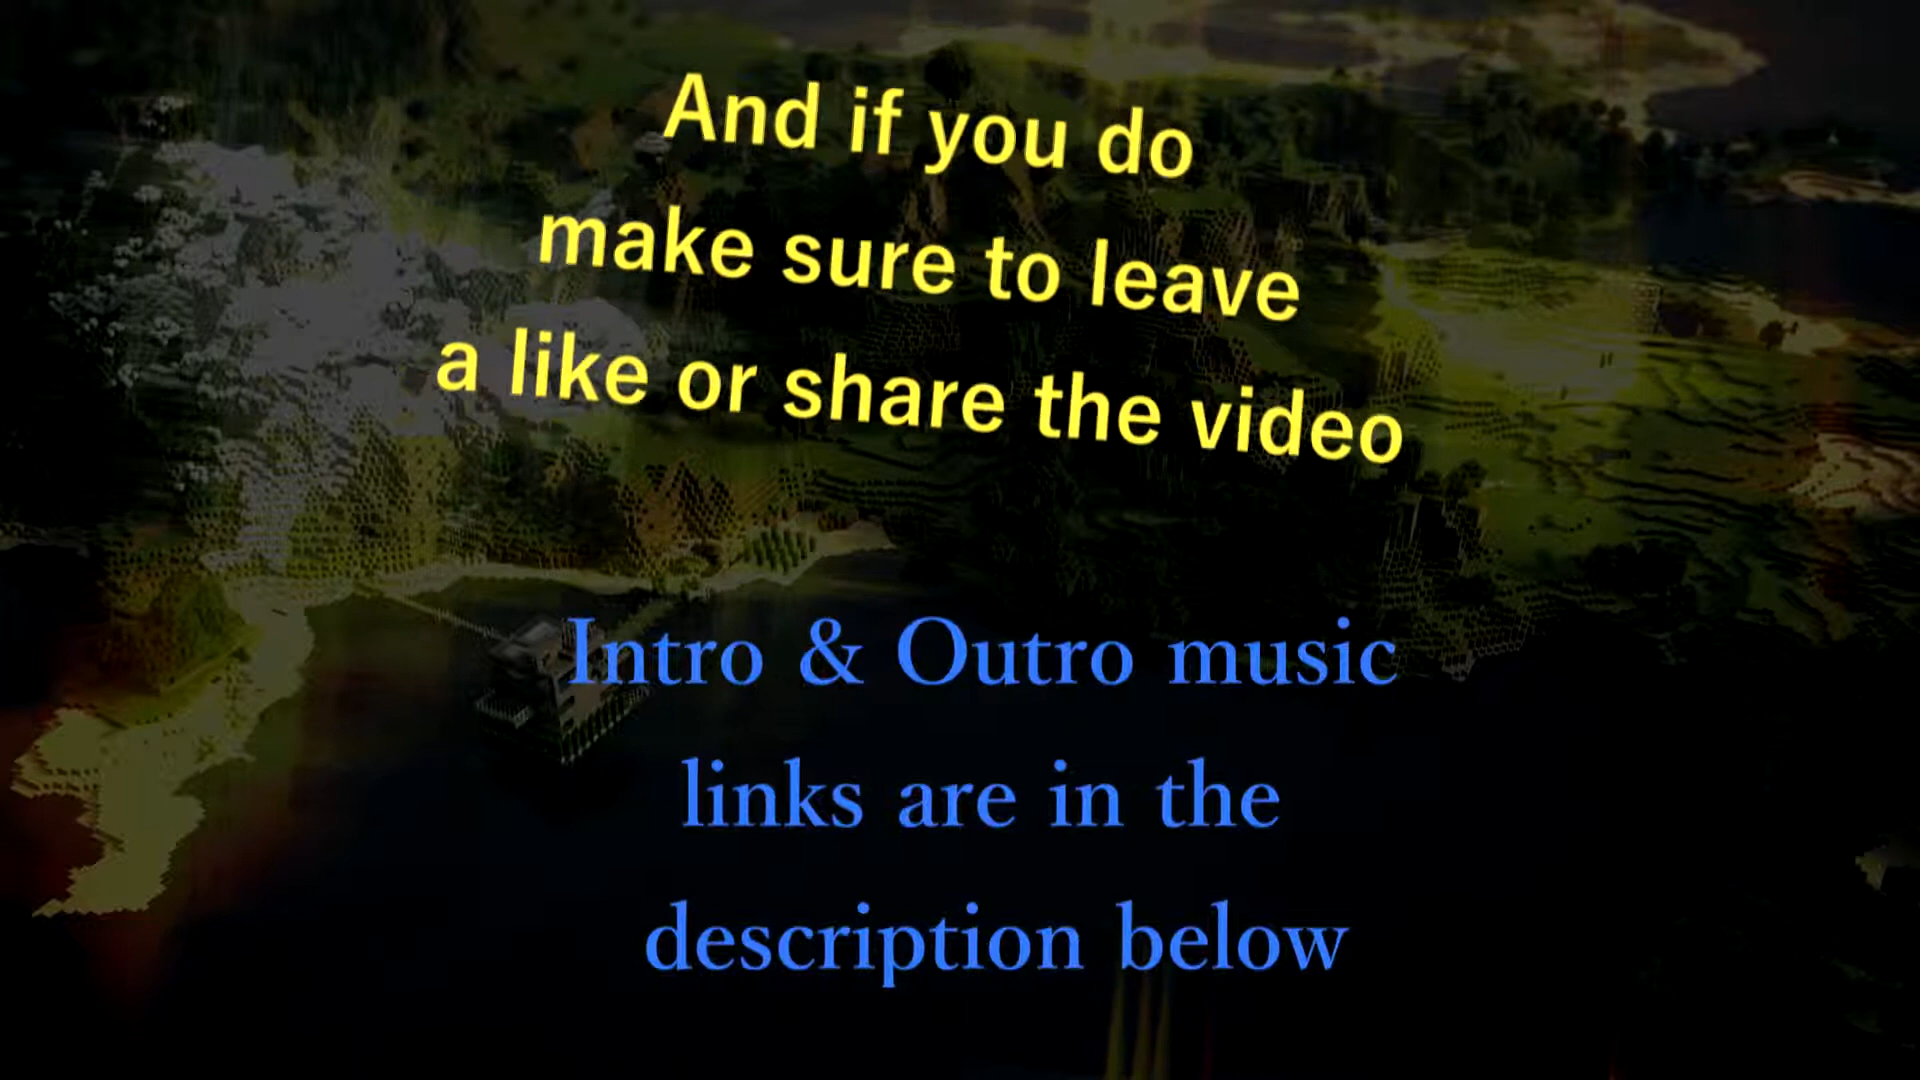 And if you do
make sure to leave
a like or share the video
Intro & Outro music
links are in the
description below